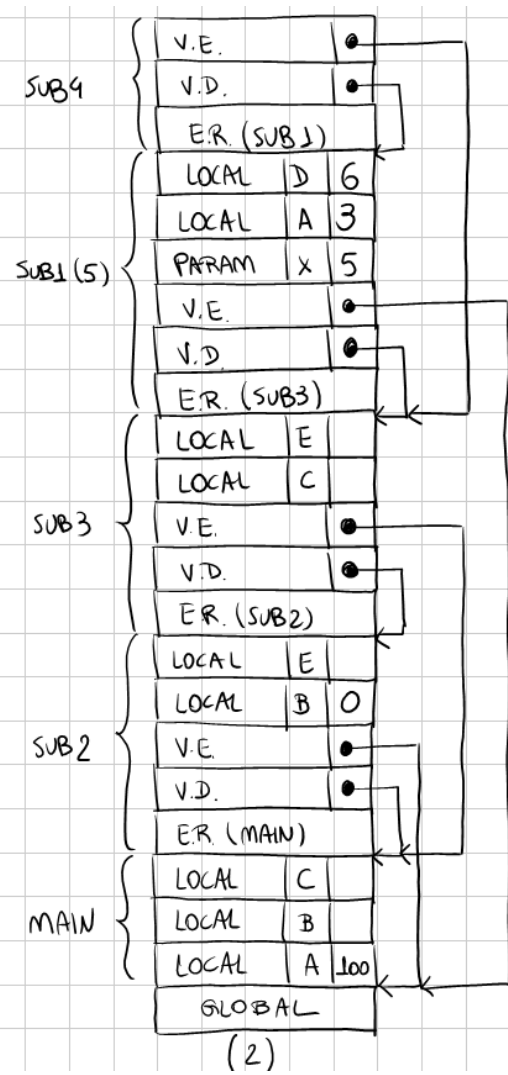 SUB4
V.E.
V.D.
E.R. (SUB1)
SUB1 (5)
LOCAL D 6
LOCAL A 3
PARAM X 5
V.E.
V.D
E.R. (SUB3)
SUB3
LOCAL E
LOCAL C
V.E.
V.D.
E.R. (SUB2)
SUB2
LOCAL E
LOCAL B 0
V.E.
V.D.
E.R. (MAIN)
MAIN
LOCAL C
LOCAL B
LOCAL A 100
GLOBAL
(2)